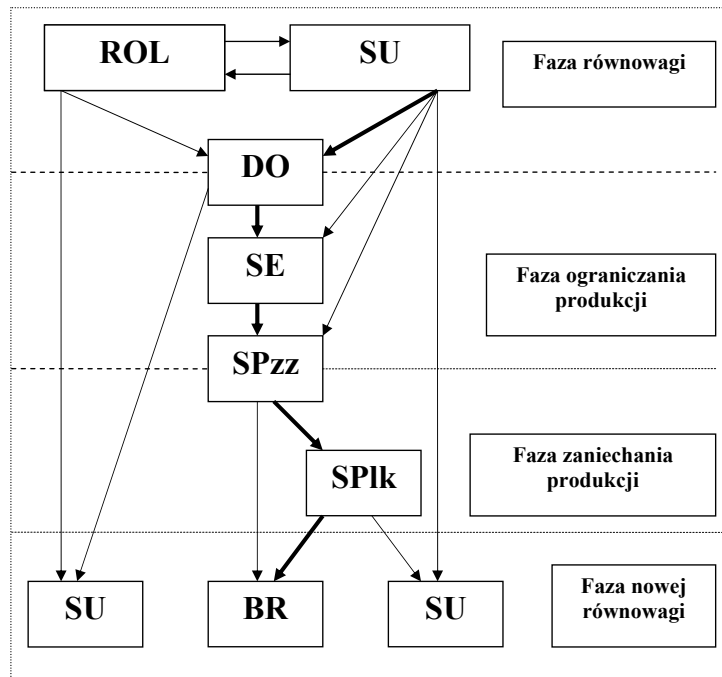 ROL
SU
Faza równowagi
DO
SE
Faza ograniczania
produkcji
SPzz
Faza zaniechania
produkcji
SPlk
SU
BR
SU
Faza nowej
równowagi